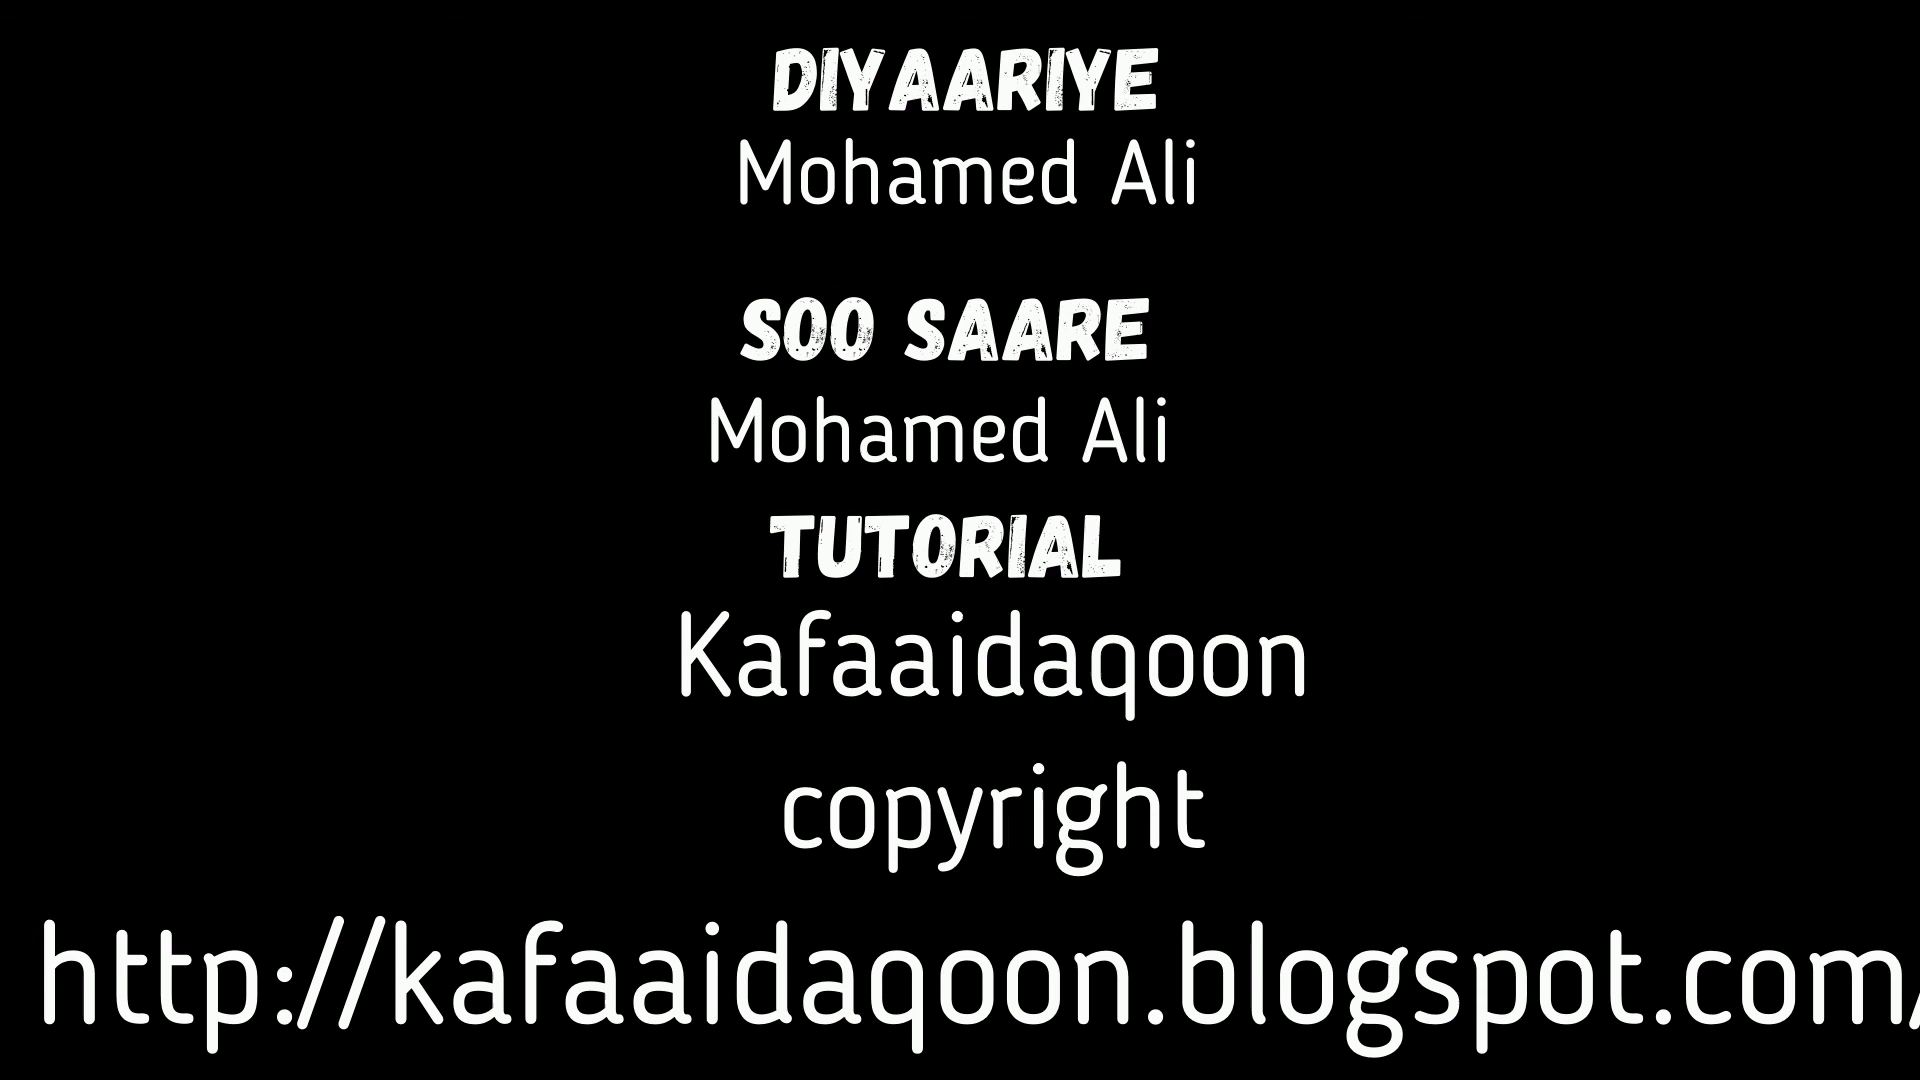 DIYAARIYE
Mohamed Ali
SOO SAARE
Mohamed Ali
TUTORIAL
Kafaaidaqoon
copyright
http://kafaaidaqoon.blogspot.com/